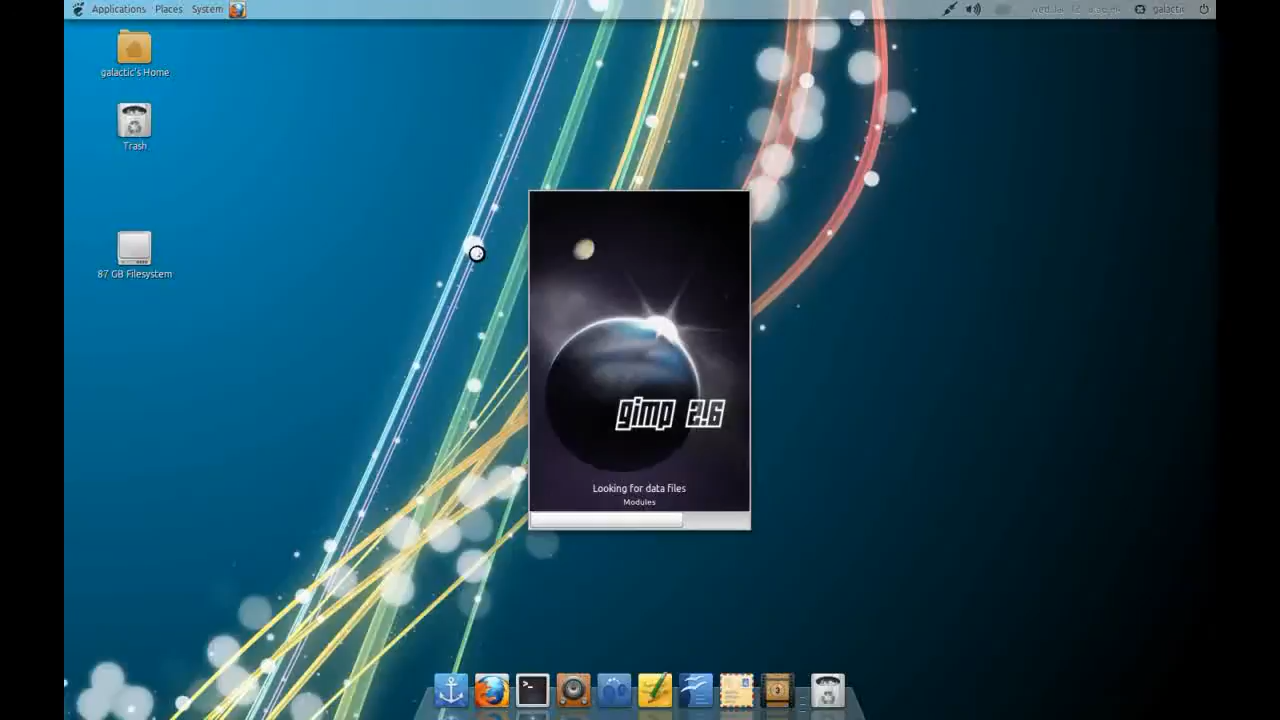 Applications Places System
galactic
galactic's Home
Trash
87 GB Filesystem
gimp 2.6
Looking for data files
Modules